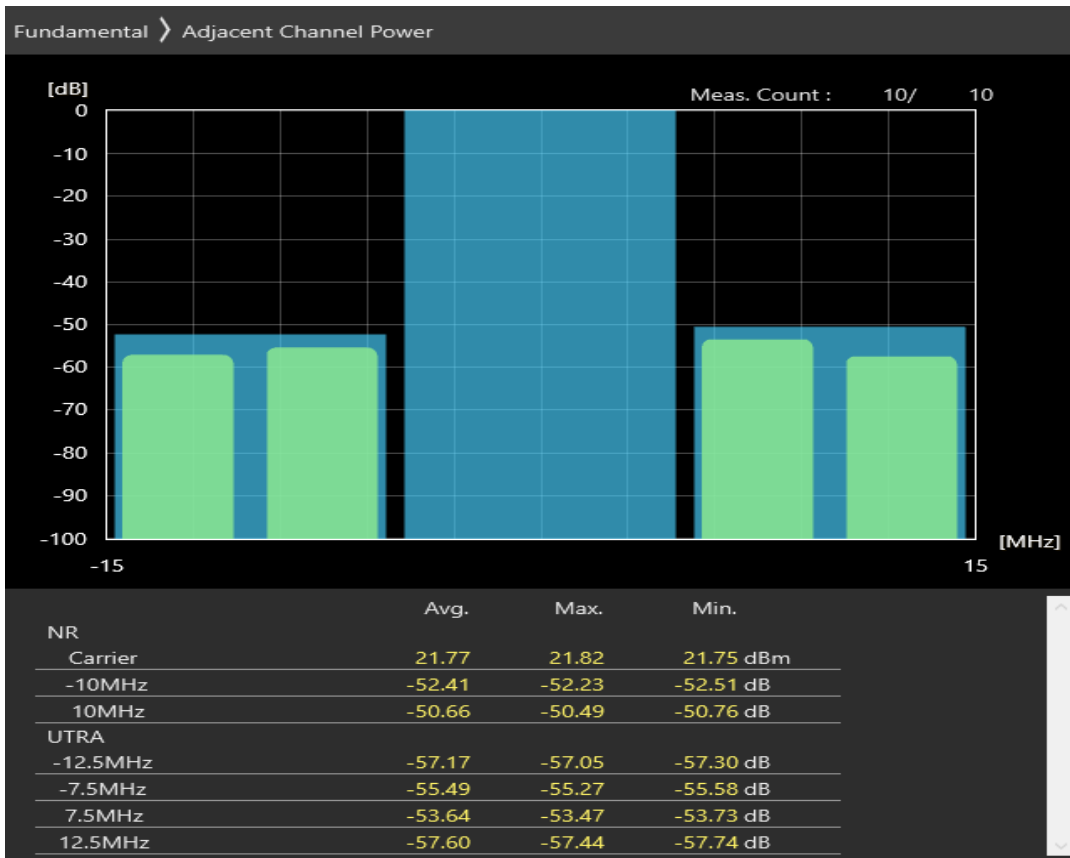 Fundamental 〉 Adjacent Channel Power
[dB]
Meas. Count : 10/ 10
0
-10
-20
-30
-40
-50
-60
-70
-80
-90
-100
[MHz]
-15 15
Avg. Max. Min.
NR
Carrier 21.77 21.82 21.75 dBm
-10MHz -52.41 -52.23 -52.51 dB
10MHz -50.66 -50.49 -50.76 dB
UTRA
-12.5MHz -57.17 -57.05 -57.30 dB
-7.5MHz -55.49 -55.27 -55.58 dB
7.5MHz -53.64 -53.47 -53.73 dB
12.5MHz -57.60 -57.44 -57.74 dB